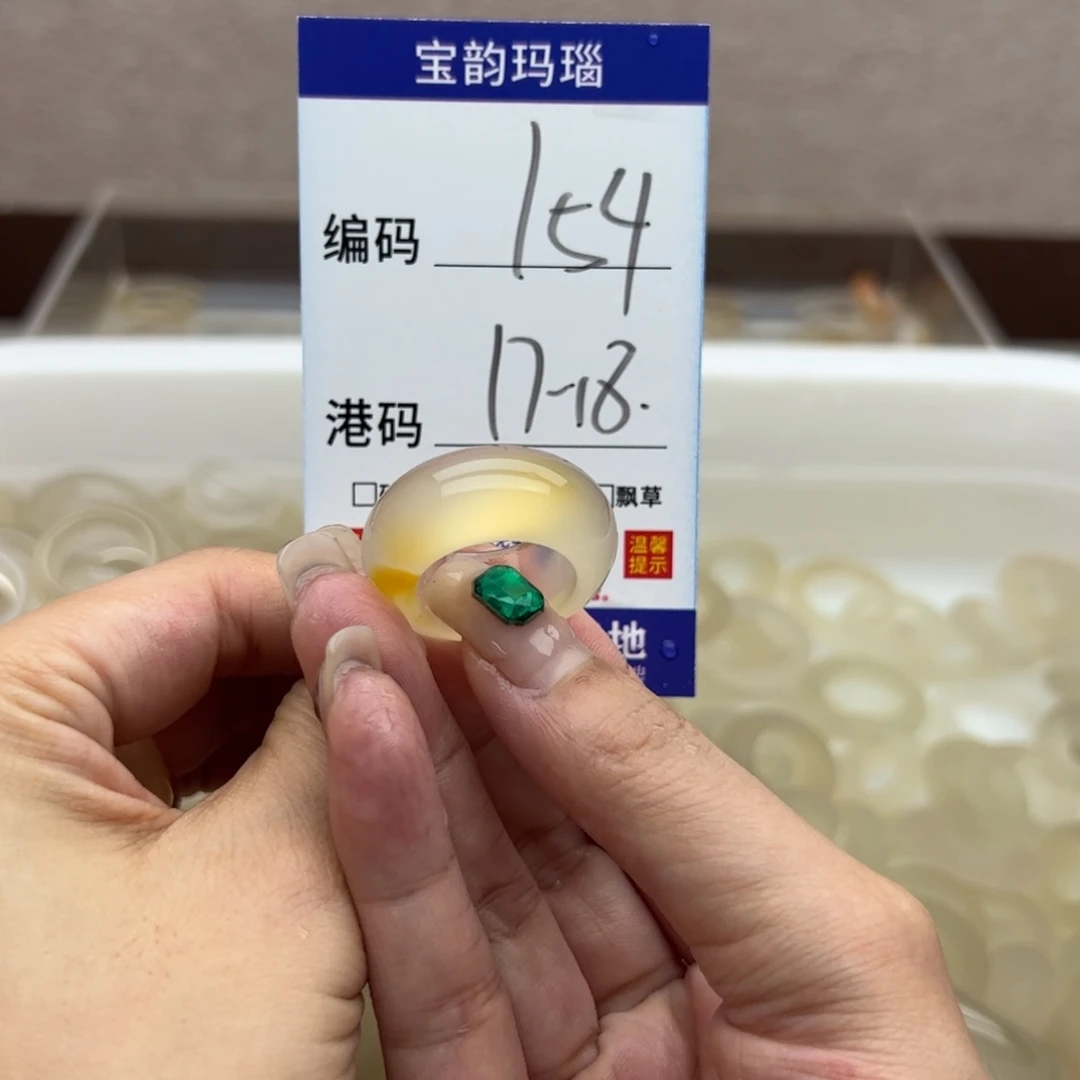 宝韵玛瑙
编码 154
港码 17-18.
□ □飘草
温馨
提示
地